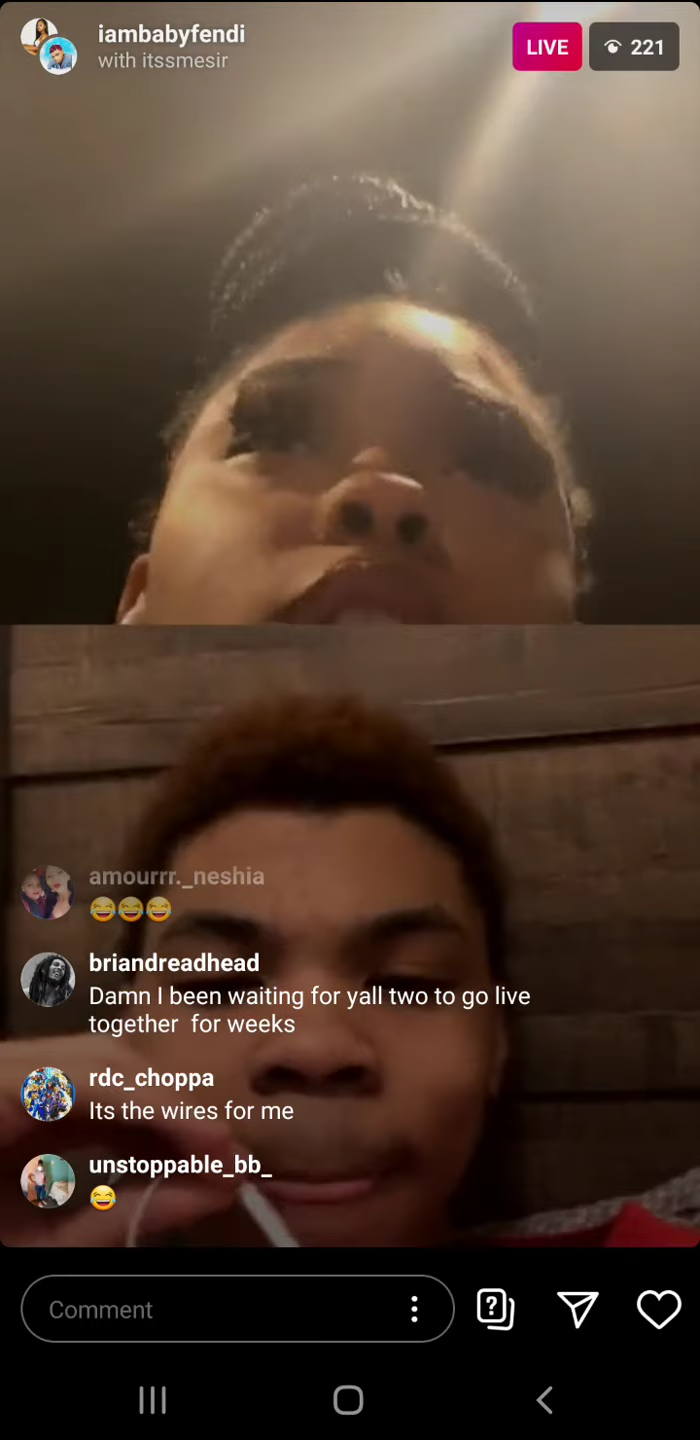 iambabyfendi
with itssmesir
LIVE
221
amourrr._neshia
😂😂😂
briandreadhead
Damn I been waiting for yall two to go live
together  for weeks
rdc_choppa
Its the wires for me
unstoppable_bb_
😂
Comment